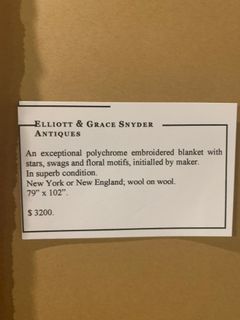 ELLIOTT & GRACE SNYDER
ANTIQUES
An exceptional polychrome embroidered blanket with
stars, swags and floral motifs, initialled by maker.
In superb condition.
New York or New England; wool on wool.
79" x 102".
$ 3200.